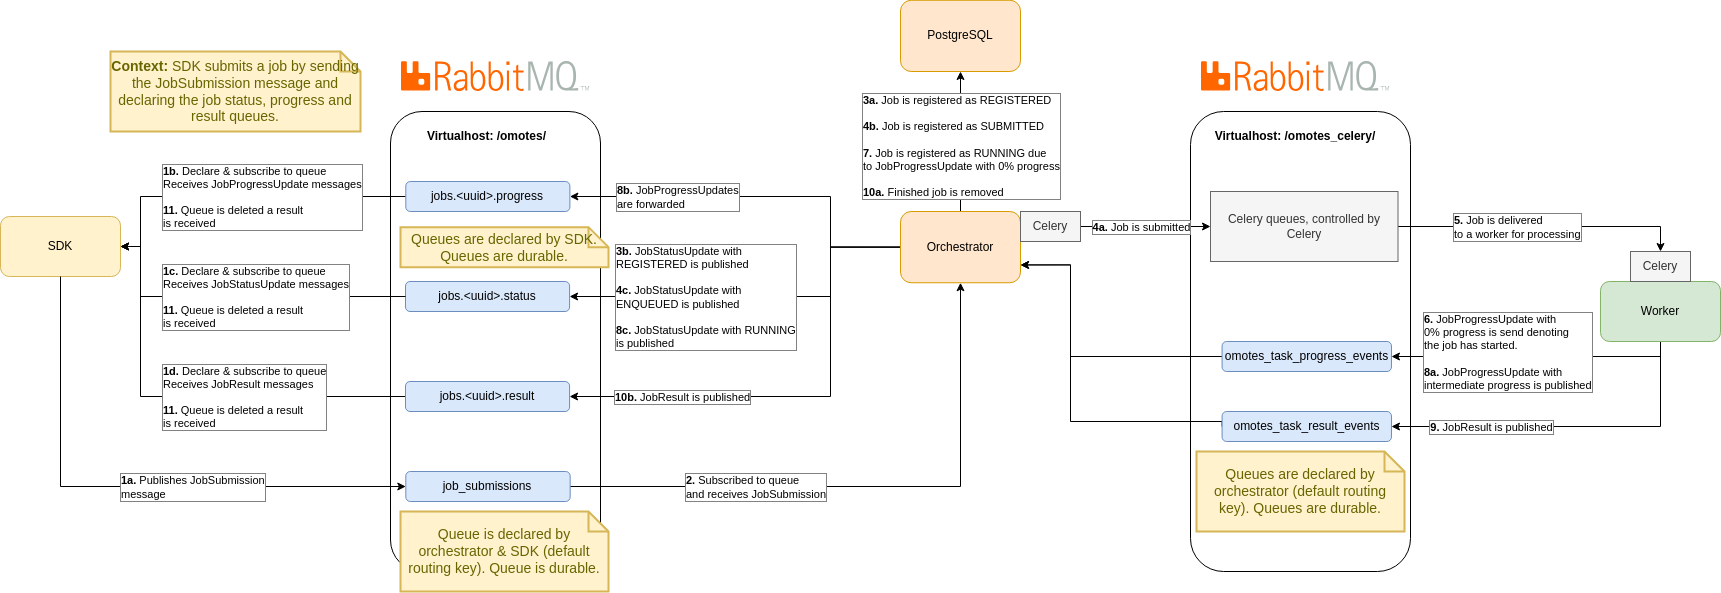 PostgreSQL
Context: SDK submits a job by sending
the JobSubmission message and
declaring the job status, progress and
result queues.
RabbitMQ TM
RabbitMQ TM
3a. Job is registered as REGISTERED
4b. Job is registered as SUBMITTED
7. Job is registered as RUNNING due
to JobProgressUpdate with 0% progress
10a. Finished job is removed
Virtualhost: /omotes/
Virtualhost: /omotes_celery/
1b. Declare & subscribe to queue
Receives JobProgressUpdate messages
11. Queue is deleted a result
is received
jobs.<uuid>.progress
8b. JobProgressUpdates
are forwarded
SDK
Queues are declared by SDK.
Queues are durable.
Orchestrator
Celery
4a. Job is submitted
Celery queues, controlled by
Celery
5. Job is delivered
to a worker for processing
Celery
Worker
1c. Declare & subscribe to queue
Receives JobStatusUpdate messages
11. Queue is deleted a result
is received
jobs.<uuid>.status
3b. JobStatusUpdate with
REGISTERED is published
4c. JobStatusUpdate with
ENQUEUED is published
8c. JobStatusUpdate with RUNNING
is published
omotes_task_progress_events
6. JobProgressUpdate with
0% progress is send denoting
the job has started.
8a. JobProgressUpdate with
intermediate progress is published
1d. Declare & subscribe to queue
Receives JobResult messages
11. Queue is deleted a result
is received
jobs.<uuid>.result
10b. JobResult is published
omotes_task_result_events
9. JobResult is published
1a. Publishes JobSubmission
message
job_submissions
2. Subscribed to queue
and receives JobSubmission
Queues are declared by
orchestrator (default routing
key). Queues are durable.
Queue is declared by
orchestrator & SDK (default
routing key). Queue is durable.